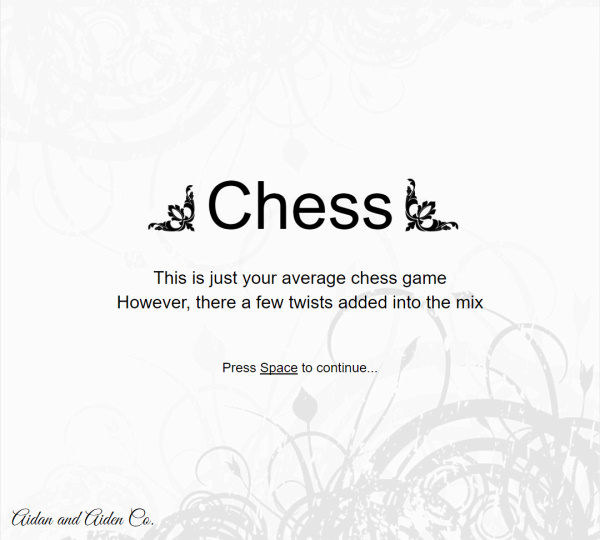 Chess
This is just your average chess game
However, there a few twists added into the mix
Press Space to continue...
Aidan and Aiden Co.